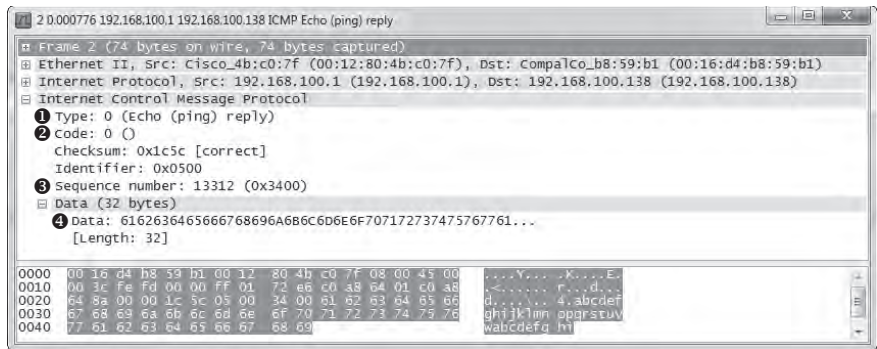 2 0.000776 192.168.100.1 192.168.100.138 ICMP Echo (ping) reply
Frame 2 (74 bytes on wire, 74 bytes captured)
Ethernet II, Src: Cisco_4b:c0:7f (00:12:80:4b:c0:7f), Dst: CompalCo_b8:59:b1 (00:16:d4:b8:59:b1)
Internet Protocol, Src: 192.168.100.1 (192.168.100.1), Dst: 192.168.100.138 (192.168.100.138)
Internet Control Message Protocol
❶ Type: 0 (Echo (ping) reply)
❷ Code: 0 ()
Checksum: 0x1c5c [correct]
Identifier: 0x0500
❸ Sequence number: 13312 (0x3400)
Data (32 bytes)
❹ Data: 6162636465666768696A6B6C6D6E6F707172737475767761...
[Length: 32]
0000 00 16 d4 b8 59 b1 00 12 80 4b c0 7f 08 00 45 00 ....Y... .K....E.
0010 00 3c fe fd 00 00 ff 01 72 e6 c0 a8 64 01 c0 a8 .<...... r...d...
0020 64 8a 00 00 1c 5c 05 00 34 00 61 62 63 64 65 66 d....\.. 4.abcdef
0030 67 68 69 6a 6b 6c 6d 6e 6f 70 71 72 73 74 75 76 ghijklmn opqrstuv
0040 77 61 62 63 64 65 66 67 68 69 wabcdefg hi